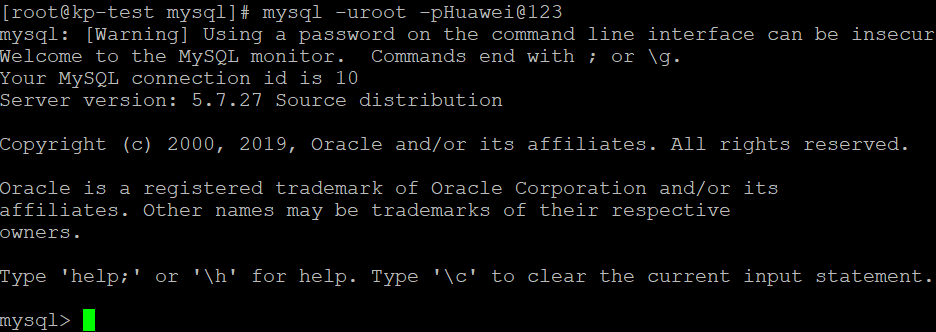 [root@kp-test mysql]# mysql -uroot -pHuawei@123
mysql: [Warning] Using a password on the command line interface can be insecur
Welcome to the MySQL monitor.  Commands end with ; or \g.
Your MySQL connection id is 10
Server version: 5.7.27 Source distribution
Copyright (c) 2000, 2019, Oracle and/or its affiliates. All rights reserved.
Oracle is a registered trademark of Oracle Corporation and/or its
affiliates. Other names may be trademarks of their respective
owners.
Type 'help;' or '\h' for help. Type '\c' to clear the current input statement.
mysql>